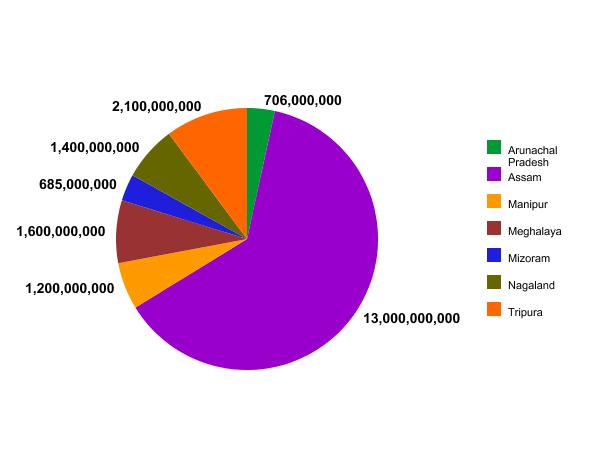 706,000,000
2,100,000,000
1,400,000,000
685,000,000
1,600,000,000
1,200,000,000
13,000,000,000
Arunachal
Pradesh
Assam
Manipur
Meghalaya
Mizoram
Nagaland
Tripura